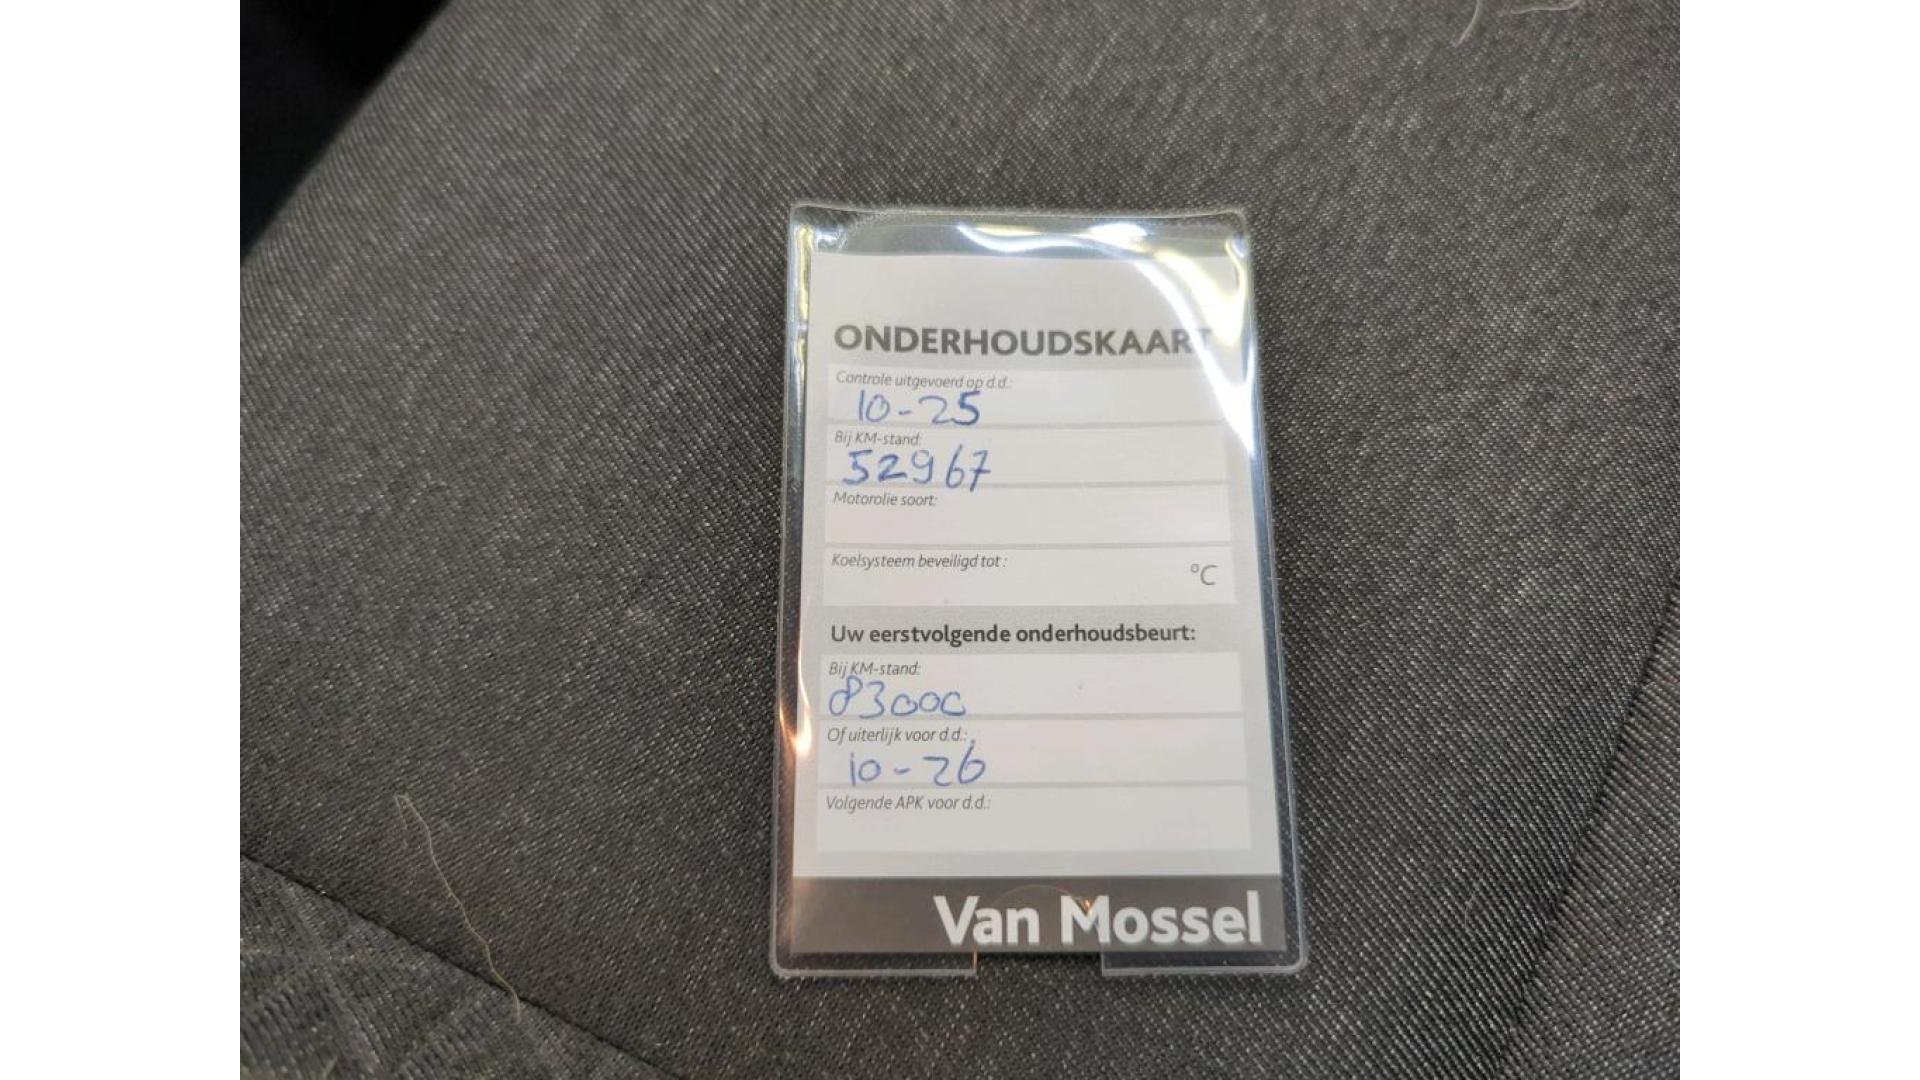 ONDERHOUDSKAART
Controle uitgevoerd op d.d.:
10-25
Bij KM-stand:
52967
Motorolie soort:
Koelsysteem beveiligd tot :
°C
Uw eerstvolgende onderhoudsbeurt:
Bij KM-stand:
83000
Of uiterlijk voor d.d.:
10-26
Volgende APK voor d.d.:
Van Mossel